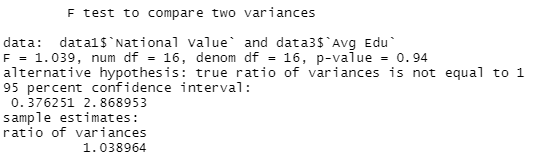 F test to compare two variances
data: data1$`National Value` and data3$`Avg Edu`
F = 1.039, num df = 16, denom df = 16, p-value = 0.94
alternative hypothesis: true ratio of variances is not equal to 1
95 percent confidence interval:
0.376251 2.868953
sample estimates:
ratio of variances
1.038964